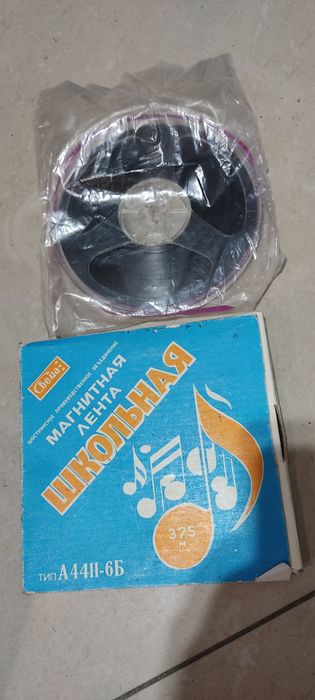 Свема
ШОСТКИНСКОЕ ПРОИЗВОДСТВЕННОЕ ОБЪЕДИНЕНИЕ
МАГНИТНАЯ
ЛЕНТА
ШКОЛЬНАЯ
375
м
ТИП А4411-6Б